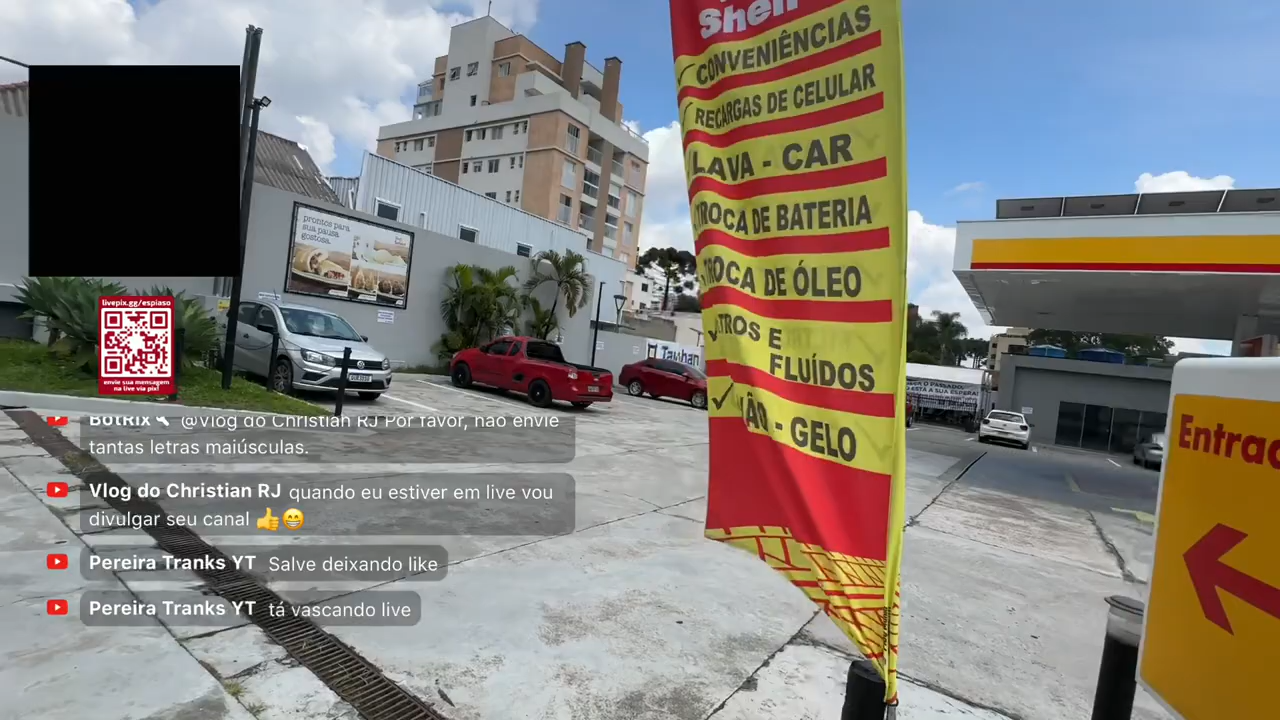 Shell
CONVENIÊNCIAS
RECARGAS DE CELULAR
LAVA - CAR
TROCA DE BATERIA
TROCA DE ÓLEO
TROS E
FLUÍDOS
ÃO - GELO
prontos para
sua pausa
gostosa.
livepix.gg/espiaso
envie sua mensagem
na live via pix!
Tawhan
Entrad
BotRix 🔧 @Vlog do Christian RJ Por favor, não envie
tantas letras maiúsculas.
Vlog do Christian RJ quando eu estiver em live vou
divulgar seu canal 👍😁
Pereira Tranks YT Salve deixando like
Pereira Tranks YT tá vascando live